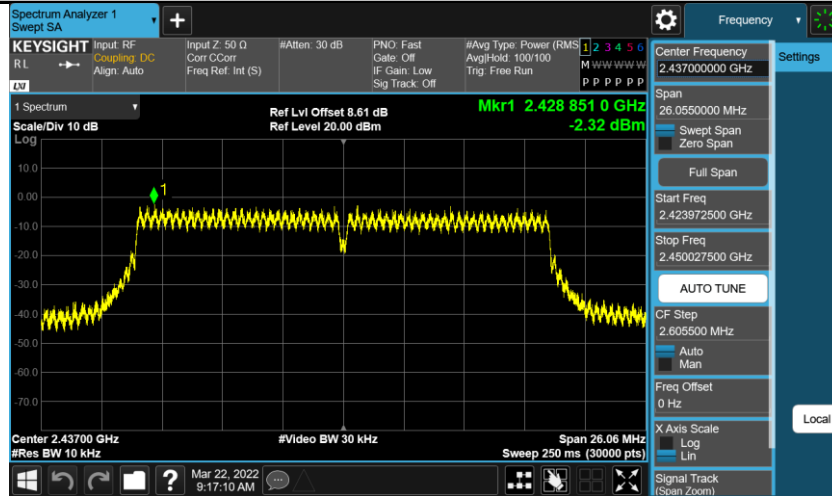 Spectrum Analyzer 1
Swept SA
Frequency
KEYSIGHT
RL
LXI
Input: RF
Coupling: DC
Align: Auto
Input Z: 50 Ω
Corr CCorr
Freq Ref: Int (S)
#Atten: 30 dB
PNO: Fast
Gate: Off
IF Gain: Low
Sig Track: Off
#Avg Type: Power (RMS
Avg|Hold: 100/100
Trig: Free Run
1 2 3 4 5 6
M W W W W W
P P P P P P
1 Spectrum
Scale/Div 10 dB
Log
Ref Lvl Offset 8.61 dB
Ref Level 20.00 dBm
Mkr1 2.428 851 0 GHz
-2.32 dBm
1
10.0
0.00
-10.0
-20.0
-30.0
-40.0
-50.0
-60.0
-70.0
Center 2.43700 GHz
#Res BW 10 kHz
#Video BW 30 kHz
Span 26.06 MHz
Sweep 250 ms (30000 pts)
Mar 22, 2022
9:17:10 AM
Center Frequency
2.437000000 GHz
Span
26.0550000 MHz
Swept Span
Zero Span
Full Span
Start Freq
2.423972500 GHz
Stop Freq
2.450027500 GHz
AUTO TUNE
CF Step
2.605500 MHz
Auto
Man
Freq Offset
0 Hz
X Axis Scale
Log
Lin
Signal Track
(Span Zoom)
Settings
Local